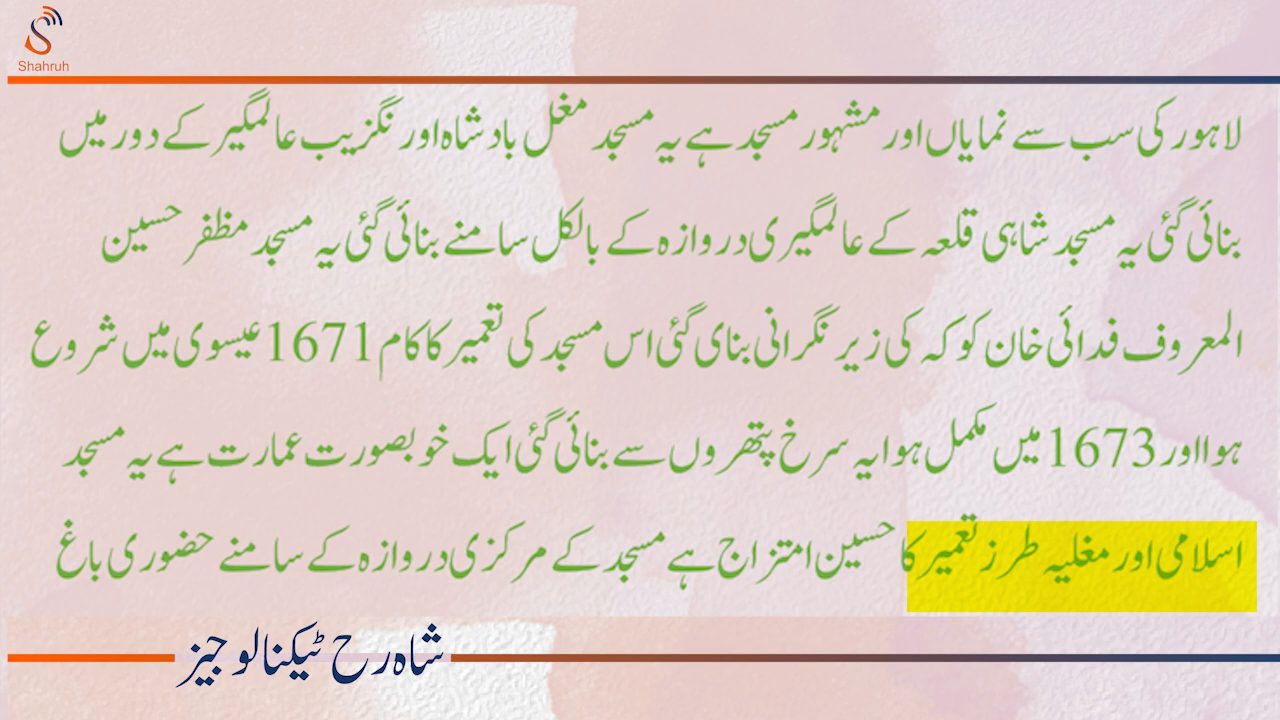 Shahruh
لاہور کی سب سے نمایاں اور مشہور مسجد ہے یہ مسجد مغل بادشاہ اورنگزیب عالمگیر کے دور میں
بنائی گئی یہ مسجد شاہی قلعہ کے عالمگیری دروازہ کے بالکل سامنے بنائی گئی یہ مسجد مظفر حسین
المعروف فدائی خان کوکہ کی زیر نگرانی بنای گئی اس مسجد کی تعمیر کا کام 1671 عیسوی میں شروع
ہوا اور 1673 میں مکمل ہوا یہ سرخ پتھروں سے بنائی گئی ایک خوبصورت عمارت ہے یہ مسجد
اسلامی اور مغلیہ طرز تعمیر کا حسین امتزاج ہے مسجد کے مرکزی دروازہ کے سامنے حضوری باغ
شاہ رح ٹیکنالوجیز